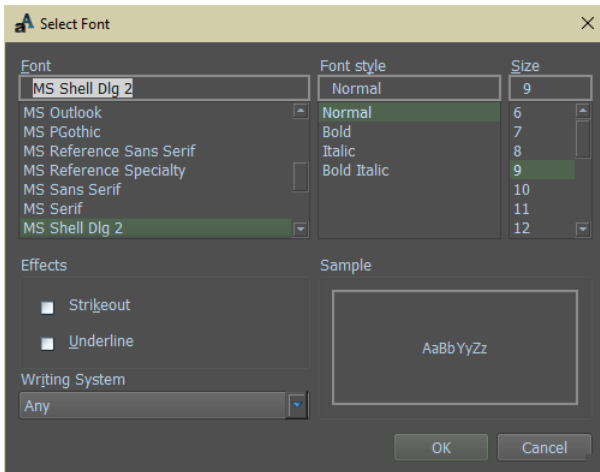 Select Font
Font
Font style
Size
MS Shell Dlg 2
Normal
9
MS Outlook
MS PGothic
MS Reference Sans Serif
MS Reference Specialty
MS Sans Serif
MS Serif
MS Shell Dlg 2
Normal
Bold
Italic
Bold Italic
6
7
8
9
10
11
12
Effects
Strikeout
Underline
Sample
AaBbYyZz
Writing System
Any
OK
Cancel